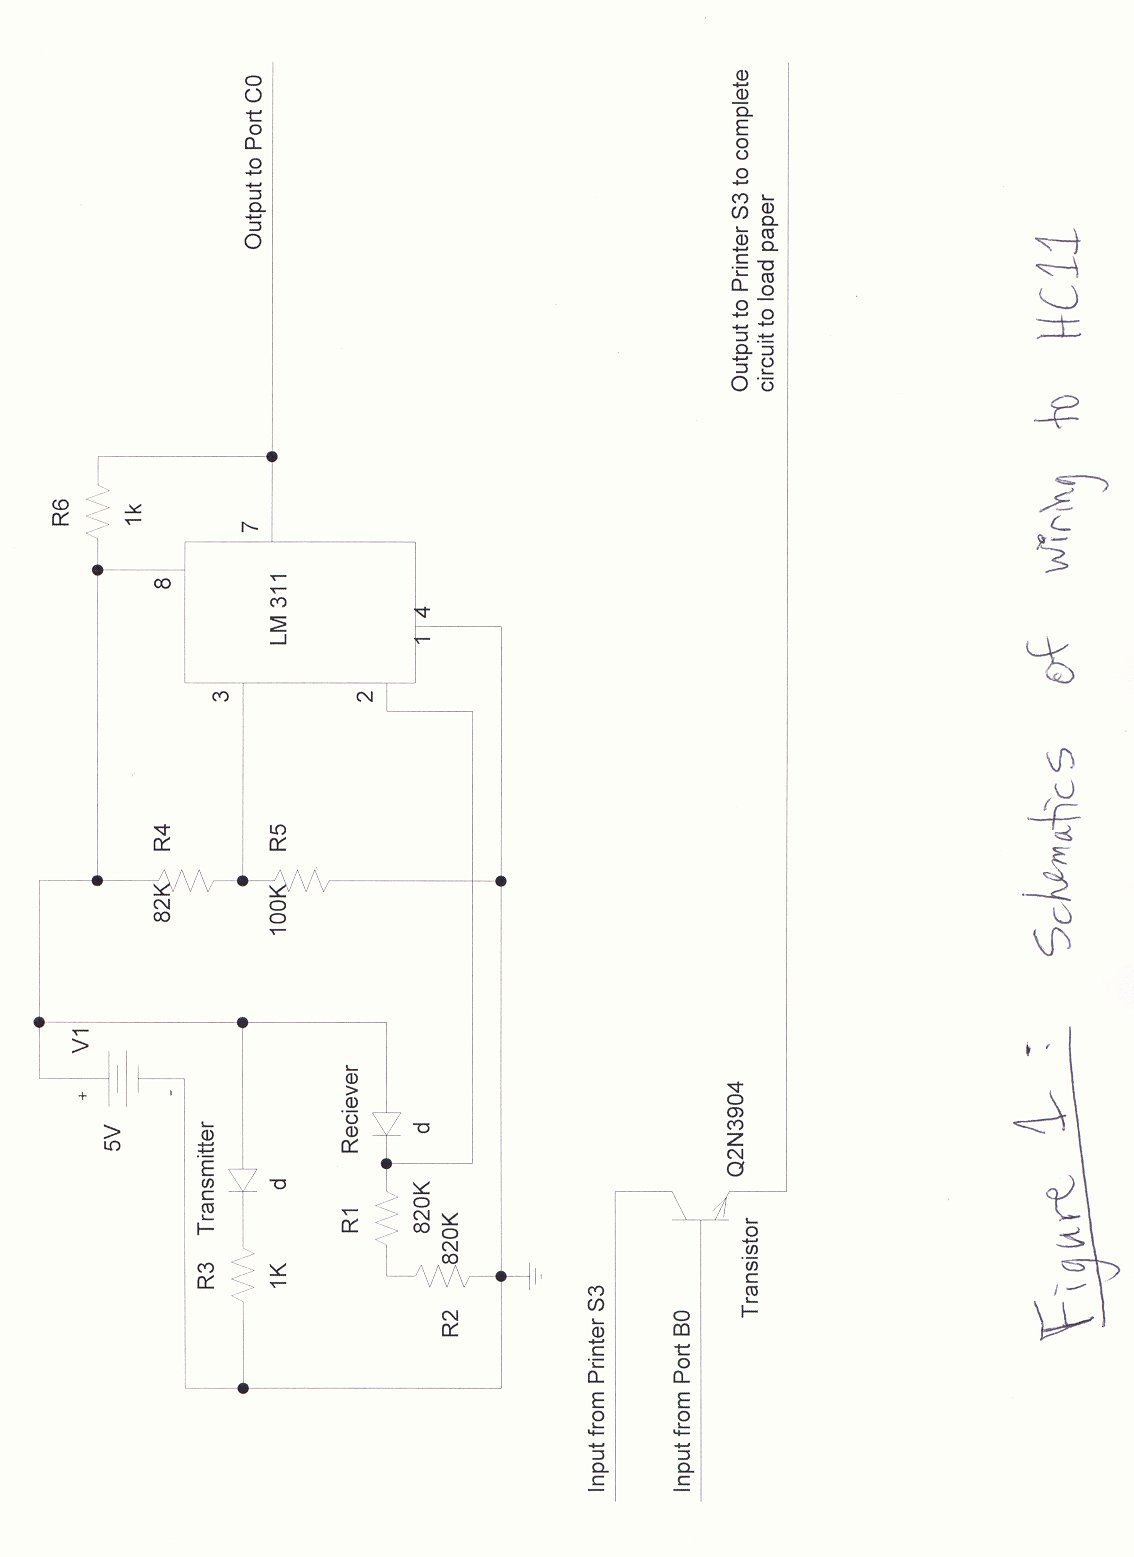 R6
V1
+
5V
1k
82K R4
8
-
R3 Transmitter
3
7
Output to Port C0
1K
d
100K R5
LM 311
R1 Reciever
2
820K
d
1 4
R2
820K
Input from Printer S3
Input from Port B0
Q2N3904
Transistor
Output to Printer S3 to complete
circuit to load paper
Figure 1: Schematics of wiring to HC11